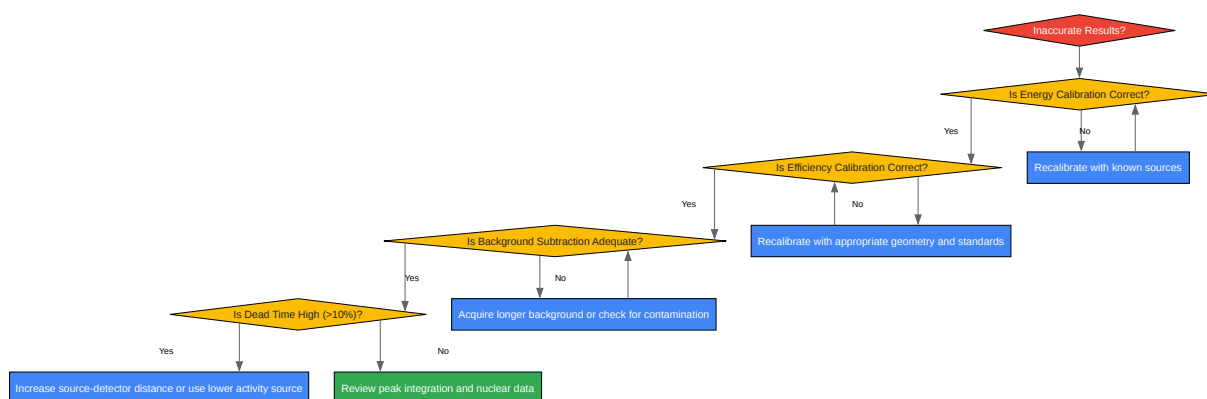 Inaccurate Results?
Is Energy Calibration Correct?
Yes
No
Is Efficiency Calibration Correct?
Recalibrate with known sources
Yes
No
Is Background Subtraction Adequate?
Recalibrate with appropriate geometry and standards
Yes
No
Is Dead Time High (>10%)?
Acquire longer background or check for contamination
Yes
No
Increase source-detector distance or use lower activity source
Review peak integration and nuclear data